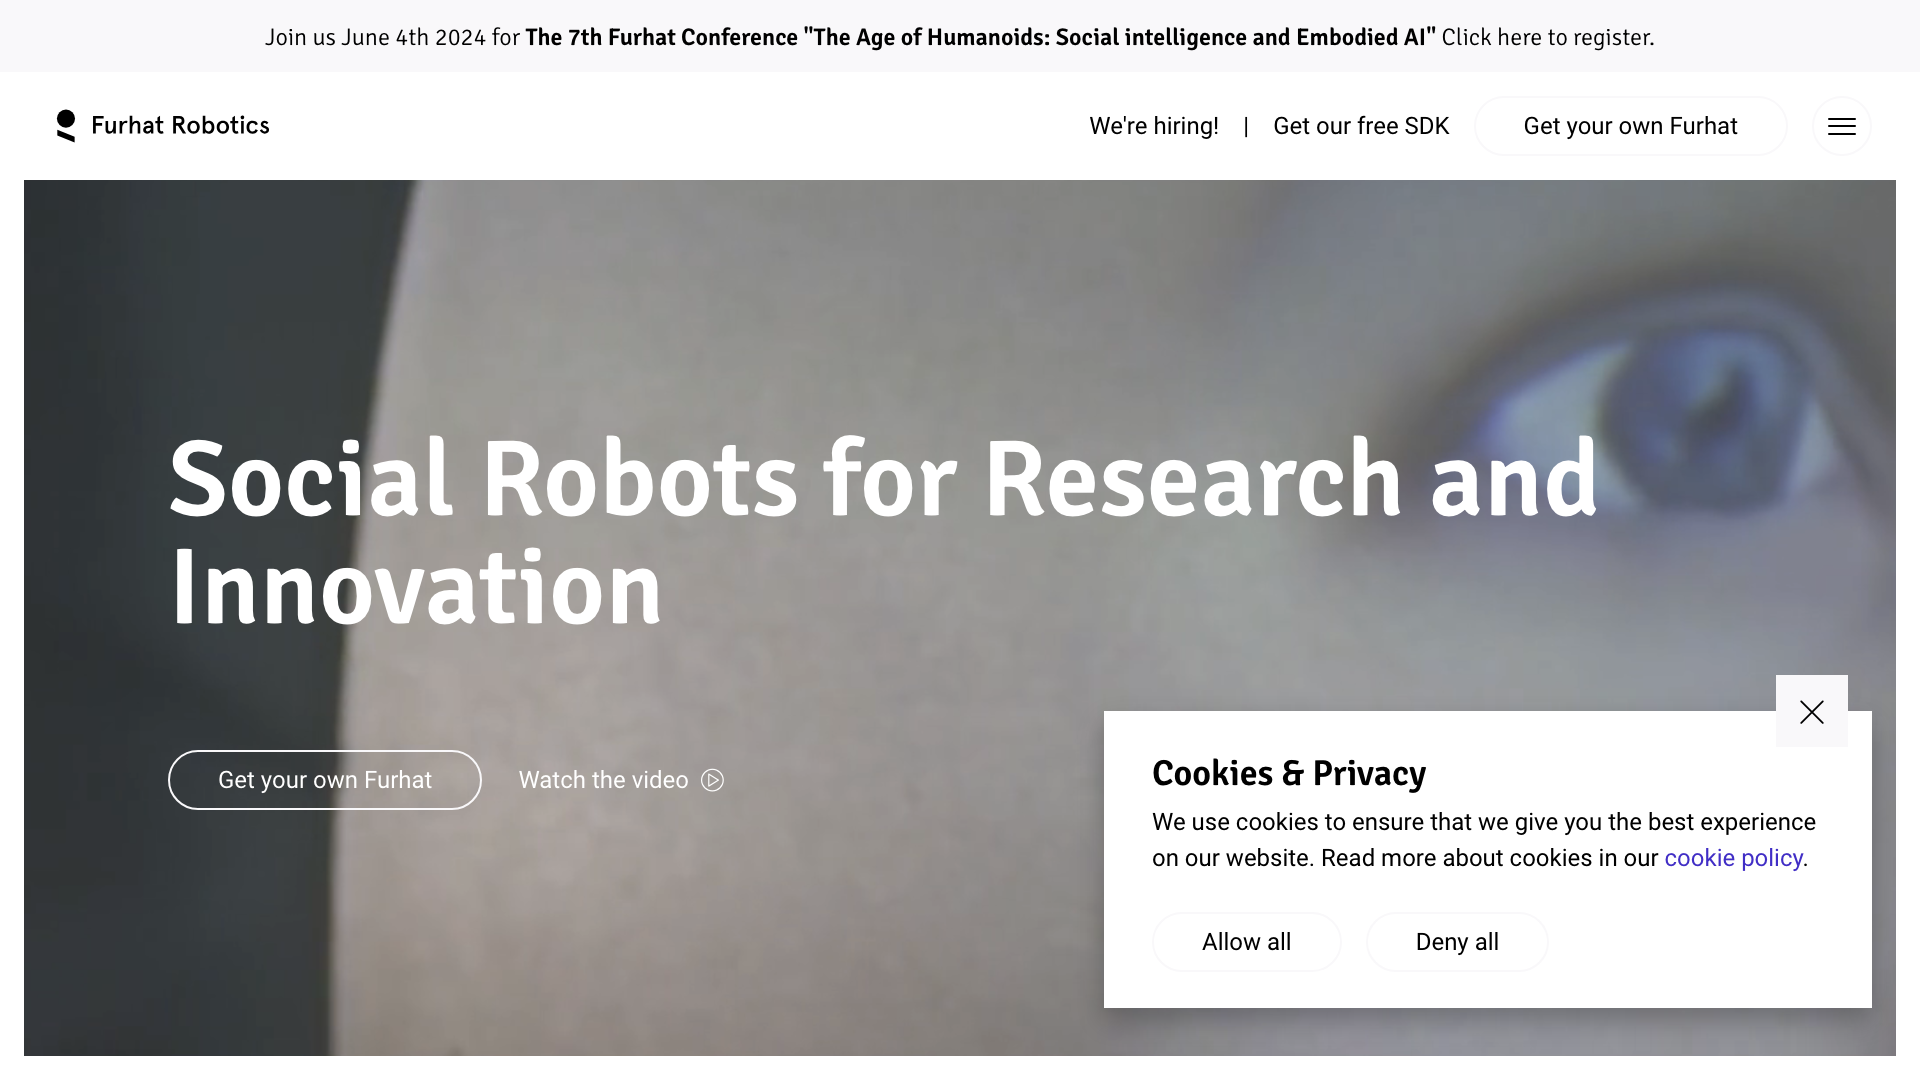 Join us June 4th 2024 for The 7th Furhat Conference "The Age of Humanoids: Social intelligence and Embodied AI" Click here to register.
Furhat Robotics
We're hiring! | Get our free SDK Get your own Furhat
Social Robots for Research and
Innovation
Get your own Furhat Watch the video
Cookies & Privacy
We use cookies to ensure that we give you the best experience
on our website. Read more about cookies in our cookie policy.
Allow all Deny all